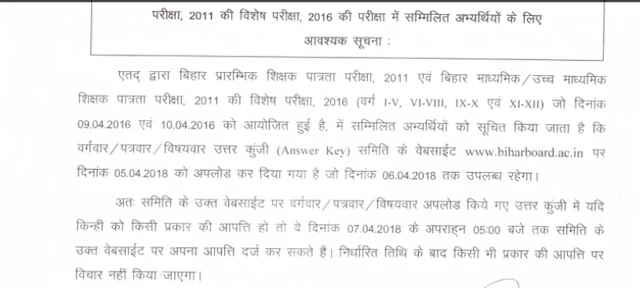 परीक्षा, 2011 की विशेष परीक्षा, 2016 की परीक्षा में सम्मिलित अभ्यर्थियों के लिए
आवश्यक सूचना :
एतद् द्वारा बिहार प्रारम्भिक शिक्षक पात्रता परीक्षा, 2011 एवं बिहार माध्यमिक/उच्च माध्यमिक
शिक्षक पात्रता परीक्षा, 2011 की विशेष परीक्षा, 2016 (वर्ग I-V, VI-VIII, IX-X एवं XI-XII) जो दिनांक
09.04.2016 एवं 10.04.2016 को आयोजित हुई है, में सम्मिलित अभ्यर्थियों को सूचित किया जाता है कि
वर्गवार/पत्रवार/विषयवार उत्तर कुंजी (Answer Key) समिति के वेबसाईट www.biharboard.ac.in पर
दिनांक 05.04.2018 को अपलोड कर दिया गया है जो दिनांक 06.04.2018 तक उपलब्ध रहेगा।
अतः समिति के उक्त वेबसाईट पर वर्गवार/पत्रवार/विषयवार अपलोड किये गए उत्तर कुंजी में यदि
किन्हीं को किसी प्रकार की आपत्ति हो तो वे दिनांक 07.04.2018 के अपराह्न 05:00 बजे तक समिति के
उक्त वेबसाईट पर अपना आपत्ति दर्ज कर सकते हैं। निर्धारित तिथि के बाद किसी भी प्रकार की आपत्ति पर
विचार नहीं किया जाएगा।